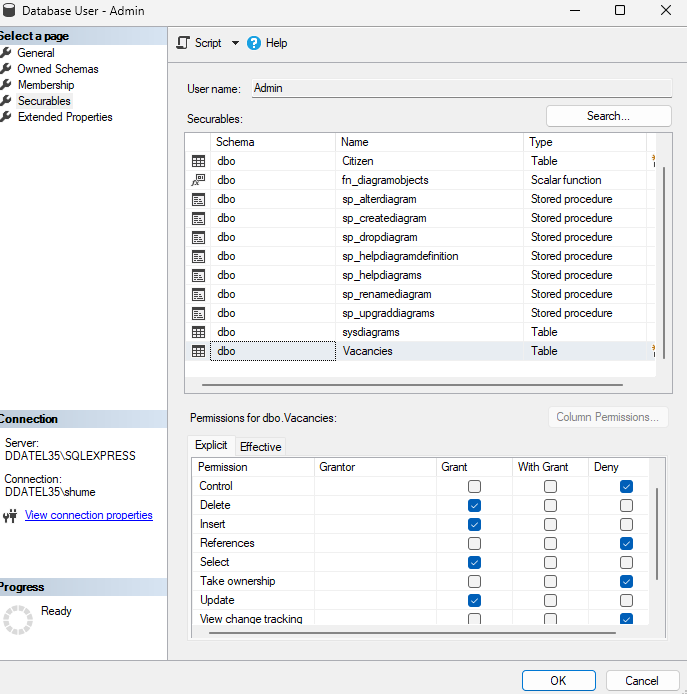 Database User - Admin
Select a page
General
Owned Schemas
Membership
Securables
Extended Properties
Script
Help
User name: Admin
Securables:
Search...
Schema Name Type
dbo Citizen Table
dbo fn_diagramobjects Scalar function
dbo sp_alterdiagram Stored procedure
dbo sp_creatediagram Stored procedure
dbo sp_dropdiagram Stored procedure
dbo sp_helpdiagramdefinition Stored procedure
dbo sp_helpdiagrams Stored procedure
dbo sp_renamediagram Stored procedure
dbo sp_upgraddiagrams Stored procedure
dbo sysdiagrams Table
dbo Vacancies Table
Connection
Server:
DDATEL35\SQLEXPRESS
Connection:
DDATEL35\shume
View connection properties
Progress
Ready
Permissions for dbo.Vacancies:
Column Permissions...
Explicit Effective
Permission Grantor Grant With Grant Deny
Control
Delete
Insert
References
Select
Take ownership
Update
View change tracking
OK Cancel